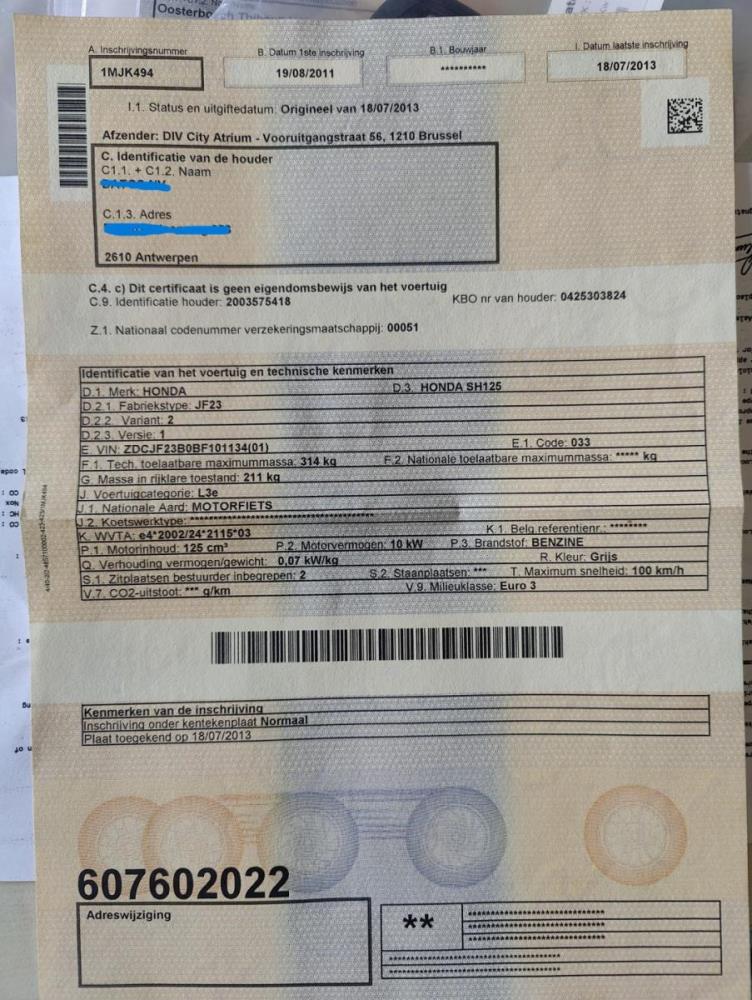 Oosterbo
A. Inschrijvingsnummer
1MJK494
B. Datum 1ste inschrijving
19/08/2011
B.1. Bouwjaar
**********
I. Datum laatste inschrijving
18/07/2013
I.1. Status en uitgiftedatum: Origineel van 18/07/2013
Afzender: DIV City Atrium - Vooruitgangstraat 56, 1210 Brussel
C. Identificatie van de houder
C1.1. + C1.2. Naam
C.1.3. Adres
2610 Antwerpen
C.4. c) Dit certificaat is geen eigendomsbewijs van het voertuig
C.9. Identificatie houder: 2003575418 KBO nr van houder: 0425303824
Z.1. Nationaal codenummer verzekeringsmaatschappij: 00051
Identificatie van het voertuig en technische kenmerken
D.1. Merk: HONDA D.3. HONDA SH125
D.2.1. Fabriekstype: JF23
D.2.2. Variant: 2
D.2.3. Versie: 1
E. VIN: ZDCJF23B0BF101134(01) E.1. Code: 033
F.1. Tech. toelaatbare maximummassa: 314 kg F.2. Nationale toelaatbare maximummassa: ***** kg
G. Massa in rijklare toestand: 211 kg
J. Voertuigcategorie: L3e
J.1. Nationale Aard: MOTORFIETS
J.2. Koetswerktype: ********************************
K. WVTA: e4*2002/24*2115*03 K.1. Belg referentienr.: *******
P.1. Motorinhoud: 125 cm³ P.2. Motorvermogen: 10 kW P.3. Brandstof: BENZINE
Q. Verhouding vermogen/gewicht: 0,07 kW/kg R. Kleur: Grijs
S.1. Zitplaatsen bestuurder inbegrepen: 2 S.2. Staanplaatsen: *** T. Maximum snelheid: 100 km/h
V.7. CO2-uitstoot: *** g/km V.9. Milieuklasse: Euro 3
Kenmerken van de inschrijving
Inschrijving onder kentekenplaat Normaal
Plaat toegekend op 18/07/2013
607602022
Adreswijziging
**